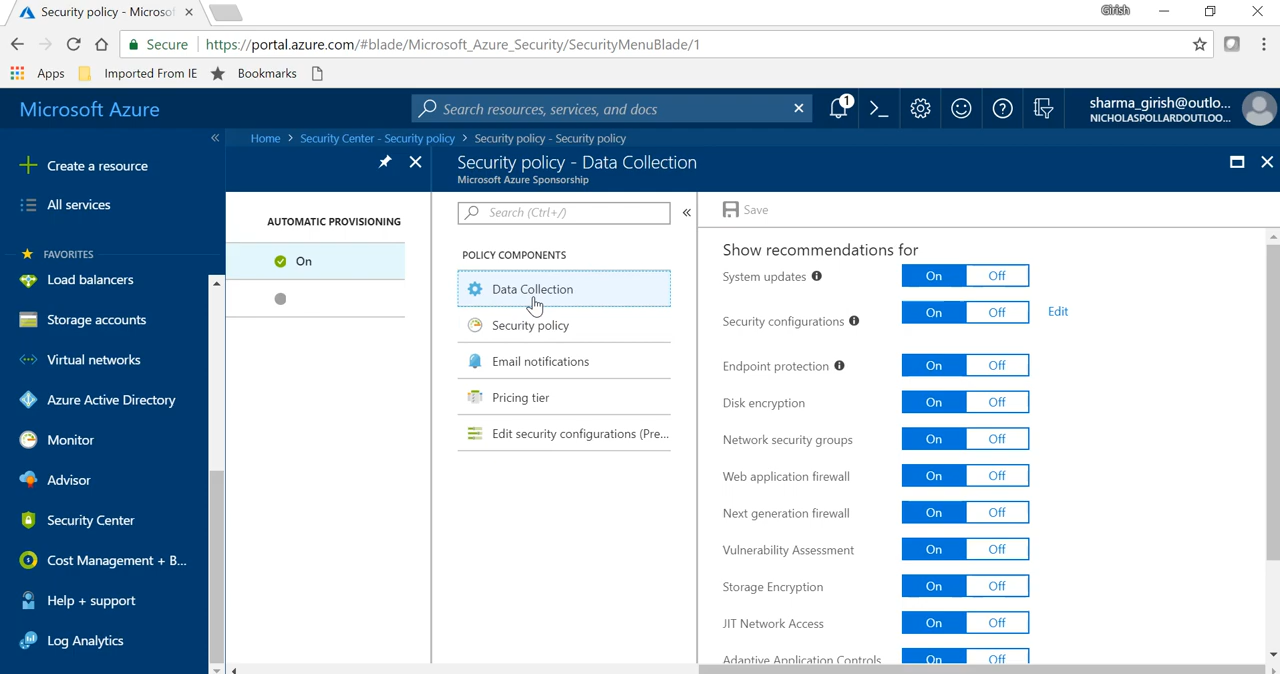 Security policy - Microso
Girish
Secure
https://portal.azure.com/#blade/Microsoft_Azure_Security/SecurityMenuBlade/1
Apps
Imported From IE
Bookmarks
Microsoft Azure
Search resources, services, and docs
1
sharma_girish@outlo...
NICHOLASPOLLARDOUTLOO...
Home > Security Center - Security policy > Security policy - Security policy
Create a resource
All services
FAVORITES
Load balancers
Storage accounts
Virtual networks
Azure Active Directory
Monitor
Advisor
Security Center
Cost Management + B...
Help + support
Log Analytics
AUTOMATIC PROVISIONING
On
Security policy - Data Collection
Microsoft Azure Sponsorship
Search (Ctrl+/)
POLICY COMPONENTS
Data Collection
Security policy
Email notifications
Pricing tier
Edit security configurations (Pre...
Save
Show recommendations for
System updates On Off
Security configurations On Off Edit
Endpoint protection On Off
Disk encryption On Off
Network security groups On Off
Web application firewall On Off
Next generation firewall On Off
Vulnerability Assessment On Off
Storage Encryption On Off
JIT Network Access On Off
Adaptive Application Controls On Off